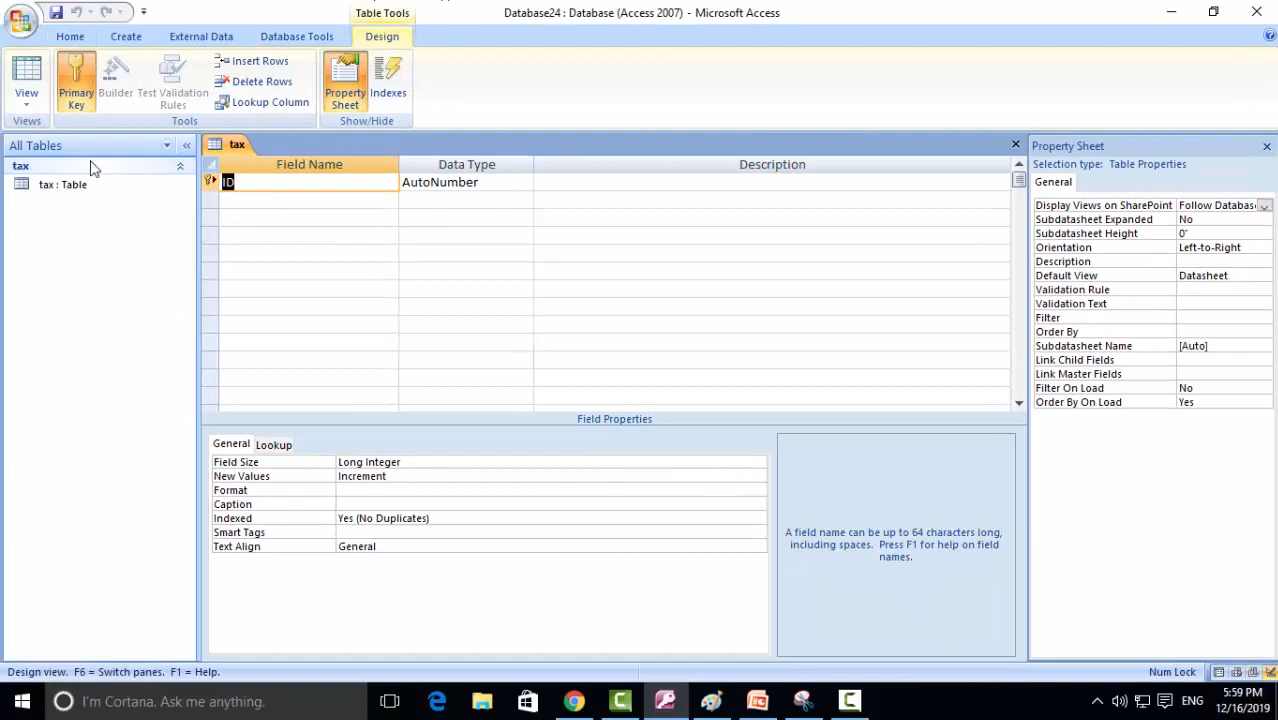 Table Tools
Database24 : Database (Access 2007) - Microsoft Access
Home
Create
External Data
Database Tools
Design
View
Primary Key
Builder
Test Validation Rules
Insert Rows
Delete Rows
Lookup Column
Property Sheet
Indexes
Views
Tools
Show/Hide
All Tables
«
tax
tax : Table
tax
Field Name
Data Type
Description
ID
AutoNumber
Field Properties
General
Lookup
Field Size
Long Integer
New Values
Increment
Format
Caption
Indexed
Yes (No Duplicates)
Smart Tags
Text Align
General
A field name can be up to 64 characters long,
including spaces. Press F1 for help on field
names.
Property Sheet
Selection type: Table Properties
General
Display Views on SharePoint
Follow Databas
Subdatasheet Expanded
No
Subdatasheet Height
0"
Orientation
Left-to-Right
Description
Default View
Datasheet
Validation Rule
Validation Text
Filter
Order By
Subdatasheet Name
[Auto]
Link Child Fields
Link Master Fields
Filter On Load
No
Order By On Load
Yes
Design view. F6 = Switch panes. F1 = Help.
Num Lock
I'm Cortana. Ask me anything.
ENG
5:59 PM
12/16/2019